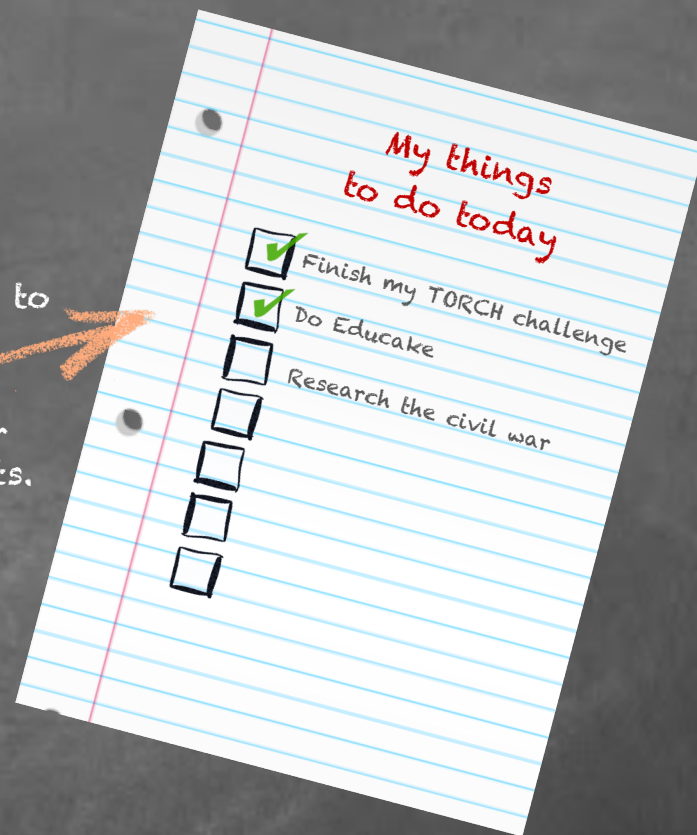 My things
to do today
Finish my TORCH challenge
Do Educake
Research the civil war
to